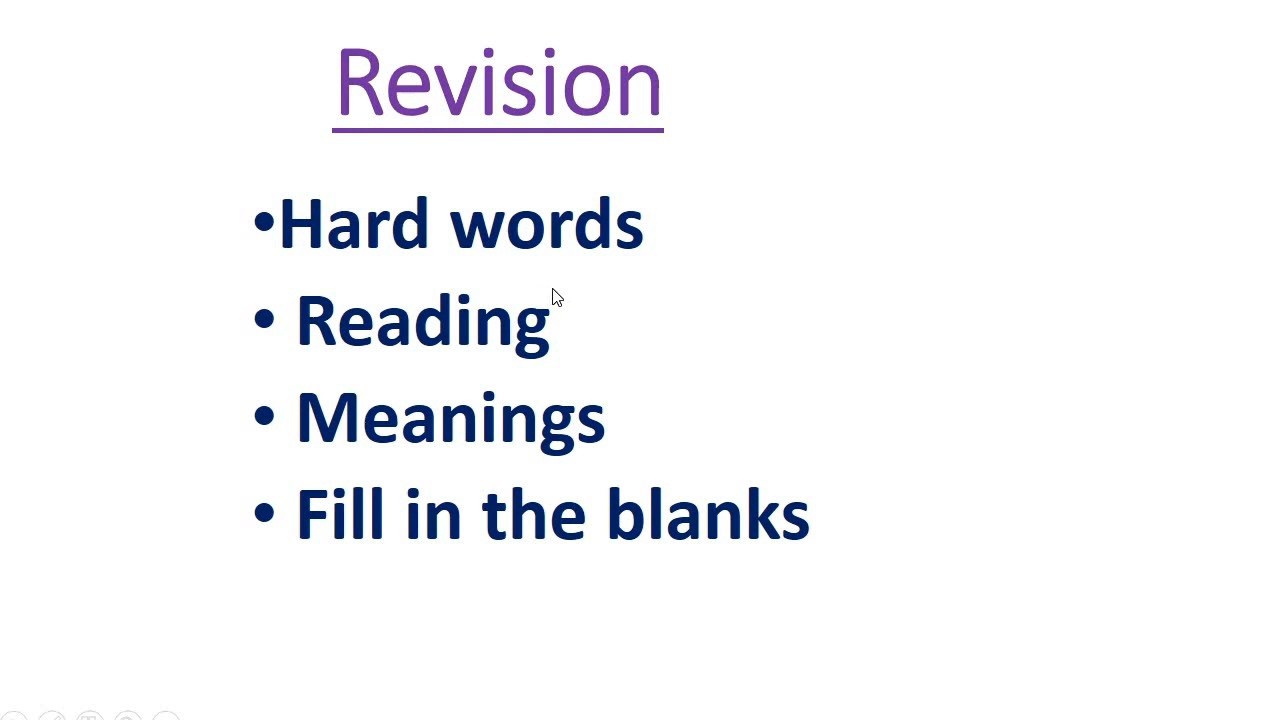 Revision
•Hard words
• Reading
• Meanings
• Fill in the blanks